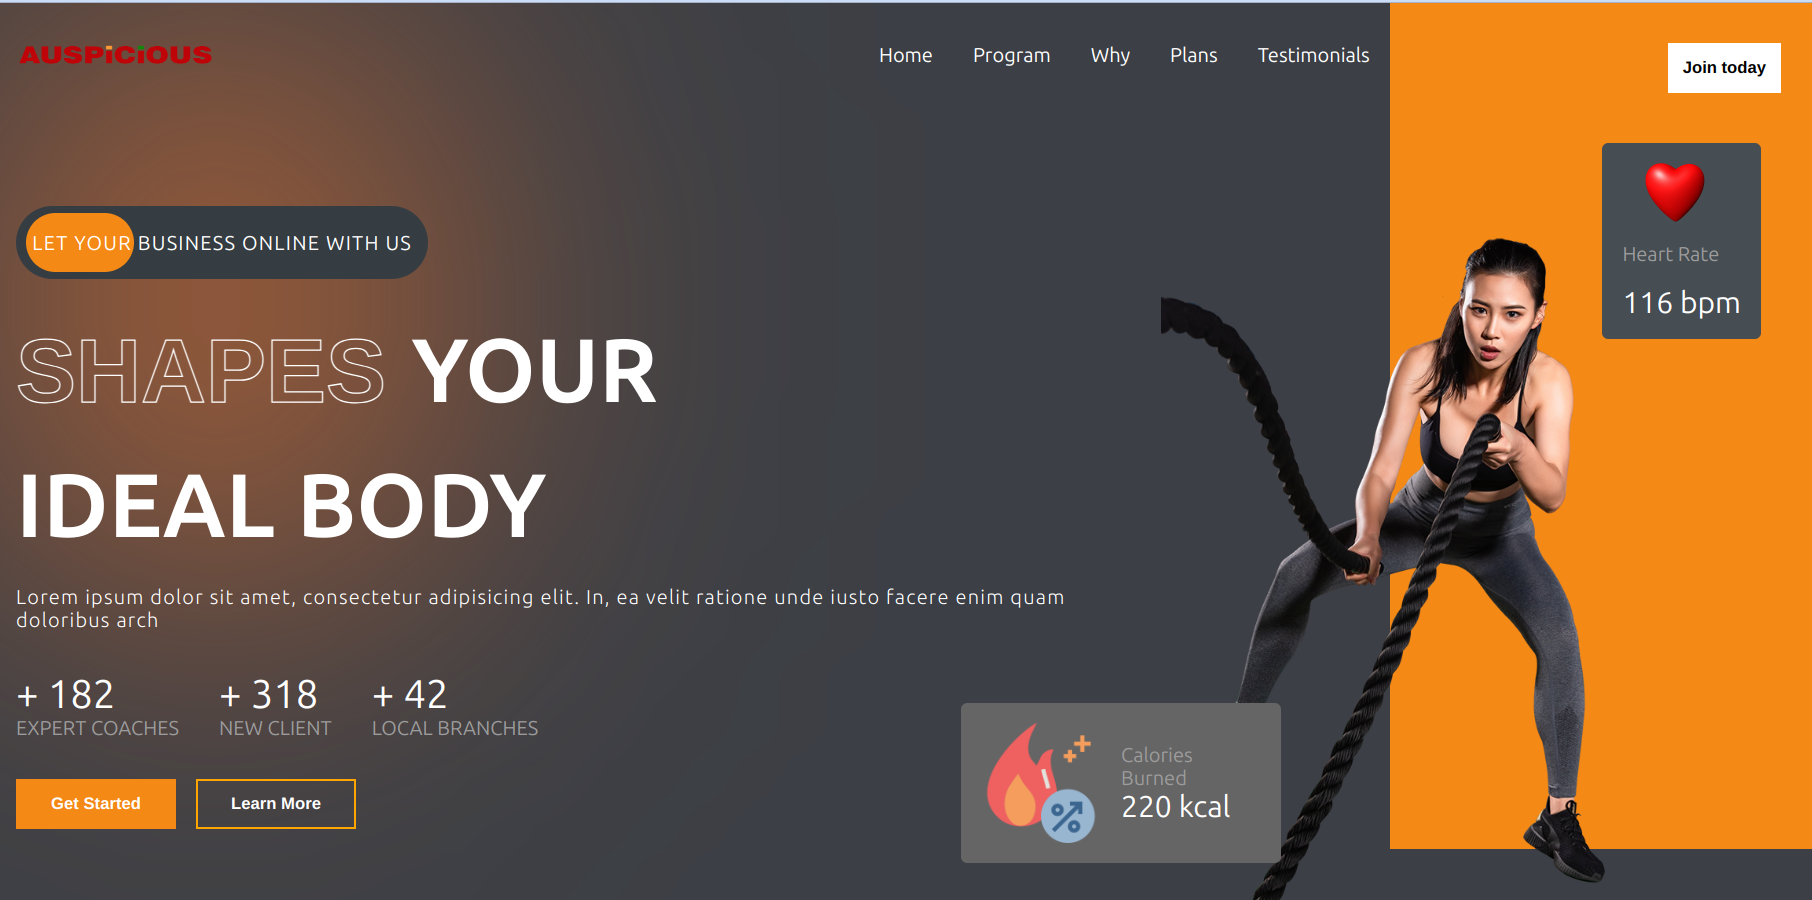 AUSPiCiOUS
Home Program Why Plans Testimonials
Join today
LET YOUR BUSINESS ONLINE WITH US
Heart Rate
116 bpm
SHAPES YOUR
IDEAL BODY
Lorem ipsum dolor sit amet, consectetur adipisicing elit. In, ea velit ratione unde iusto facere enim quam
doloribus arch
+ 182
EXPERT COACHES
+ 318
NEW CLIENT
+ 42
LOCAL BRANCHES
Calories
Burned
220 kcal
Get Started
Learn More